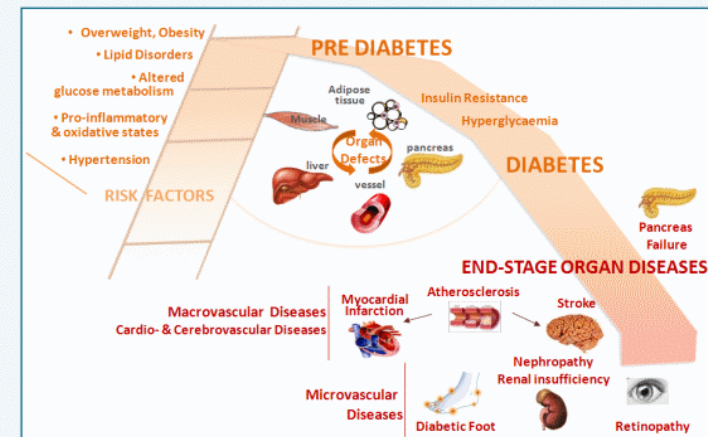 • Overweight, Obesity
• Lipid Disorders
• Altered
glucose metabolism
• Pro-inflammatory
& oxidative states
• Hypertension
RISK FACTORS
PRE DIABETES
Adipose
tissue
Muscle
Organ
Defects
pancreas
liver
vessel
Insulin Resistance
Hyperglycaemia
DIABETES
Pancreas
Failure
END-STAGE ORGAN DISEASES
Macrovascular Diseases
Cardio- & Cerebrovascular Diseases
Myocardial
Infarction
Atherosclerosis
Stroke
Microvascular
Diseases
Diabetic Foot
Nephropathy
Renal insufficiency
Retinopathy